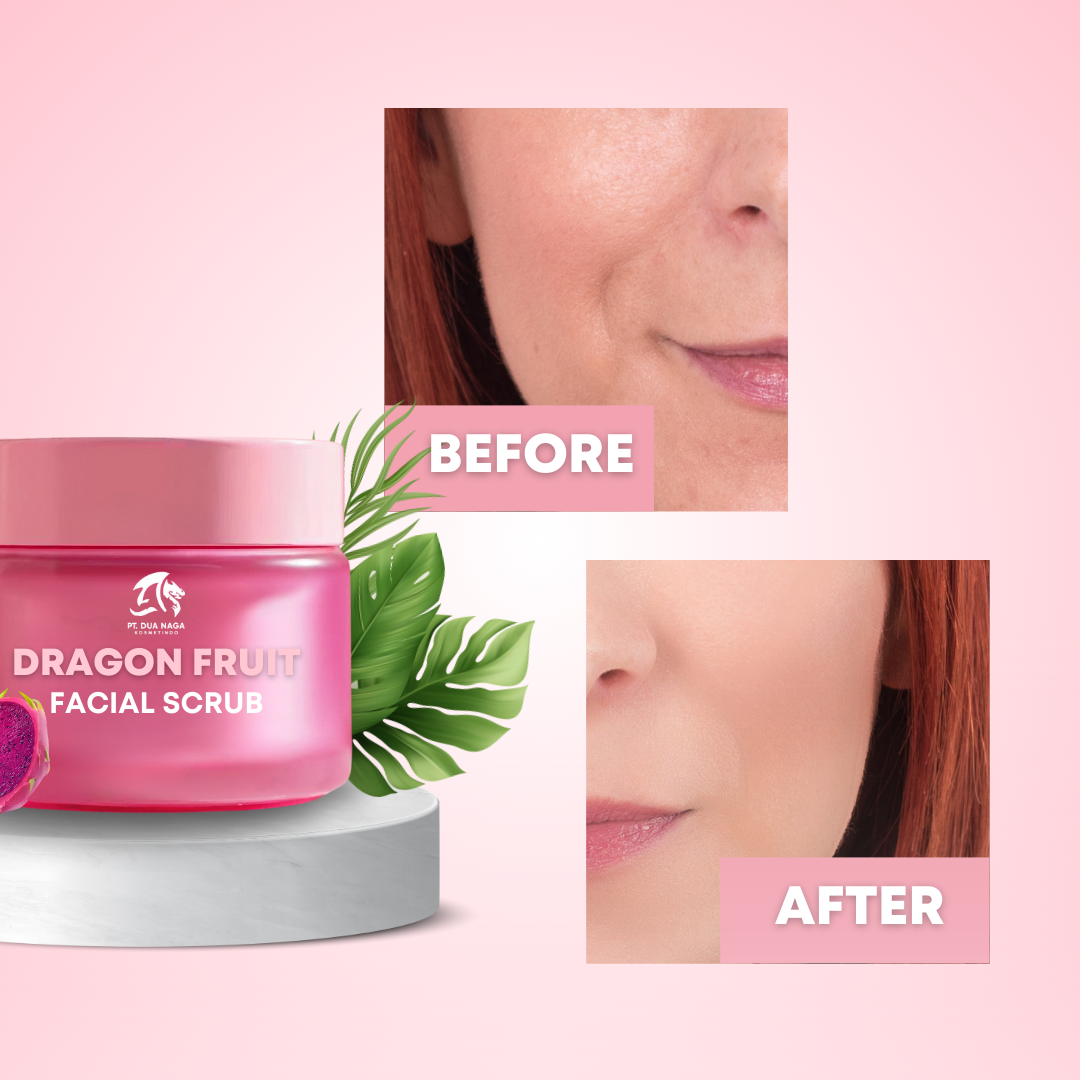 BEFORE
PT. DUA NAGA
KOSMETINDO
DRAGON FRUIT
FACIAL SCRUB
AFTER